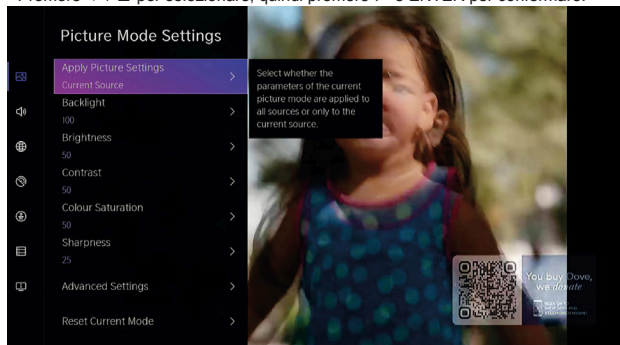 Premere
per selezionare, quindi premere
o ENTER per confermare.
Picture Mode Settings
Apply Picture Settings
Current Source
Select whether the
parameters of the current
picture mode are applied to
all sources or only to the
current source.
Backlight
100
Brightness
50
Contrast
50
Colour Saturation
50
Sharpness
25
Advanced Settings
Reset Current Mode
You buy Dove,
we donate